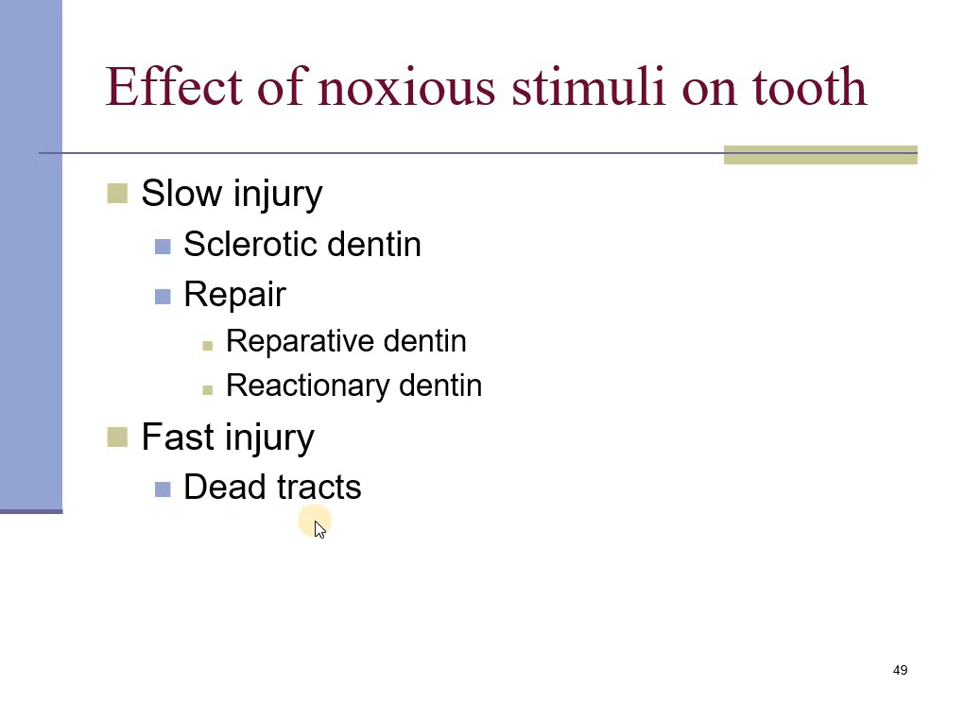 Effect of noxious stimuli on tooth
Slow injury
Sclerotic dentin
Repair
Reparative dentin
Reactionary dentin
Fast injury
Dead tracts
49